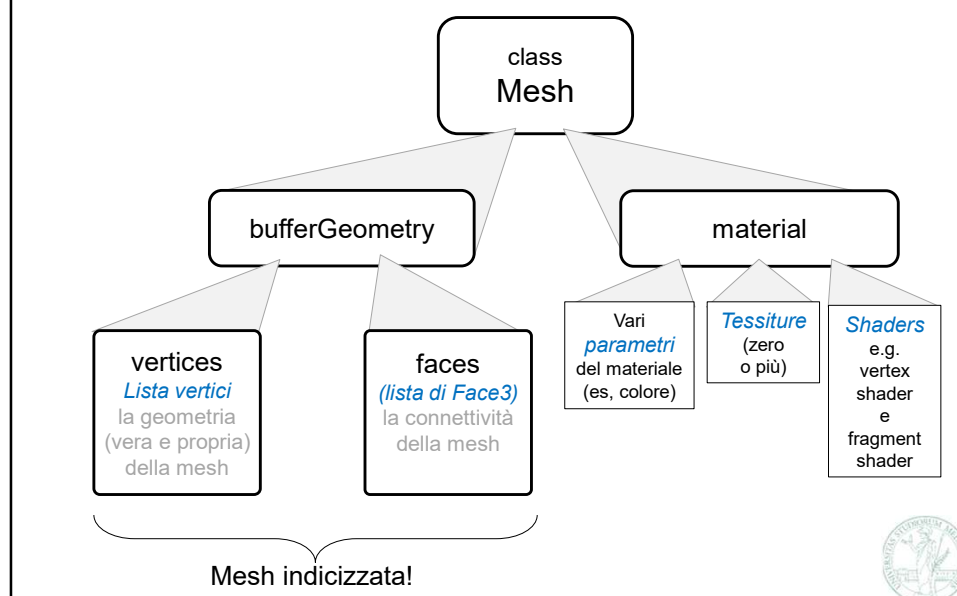 class
Mesh
bufferGeometry
material
vertices
Lista vertici
la geometria
(vera e propria)
della mesh
faces
(lista di Face3)
la connettività
della mesh
Vari
parametri
del materiale
(es, colore)
Tessiture
(zero
o più)
Shaders
e.g.
vertex
shader
e
fragment
shader
Mesh indicizzata!